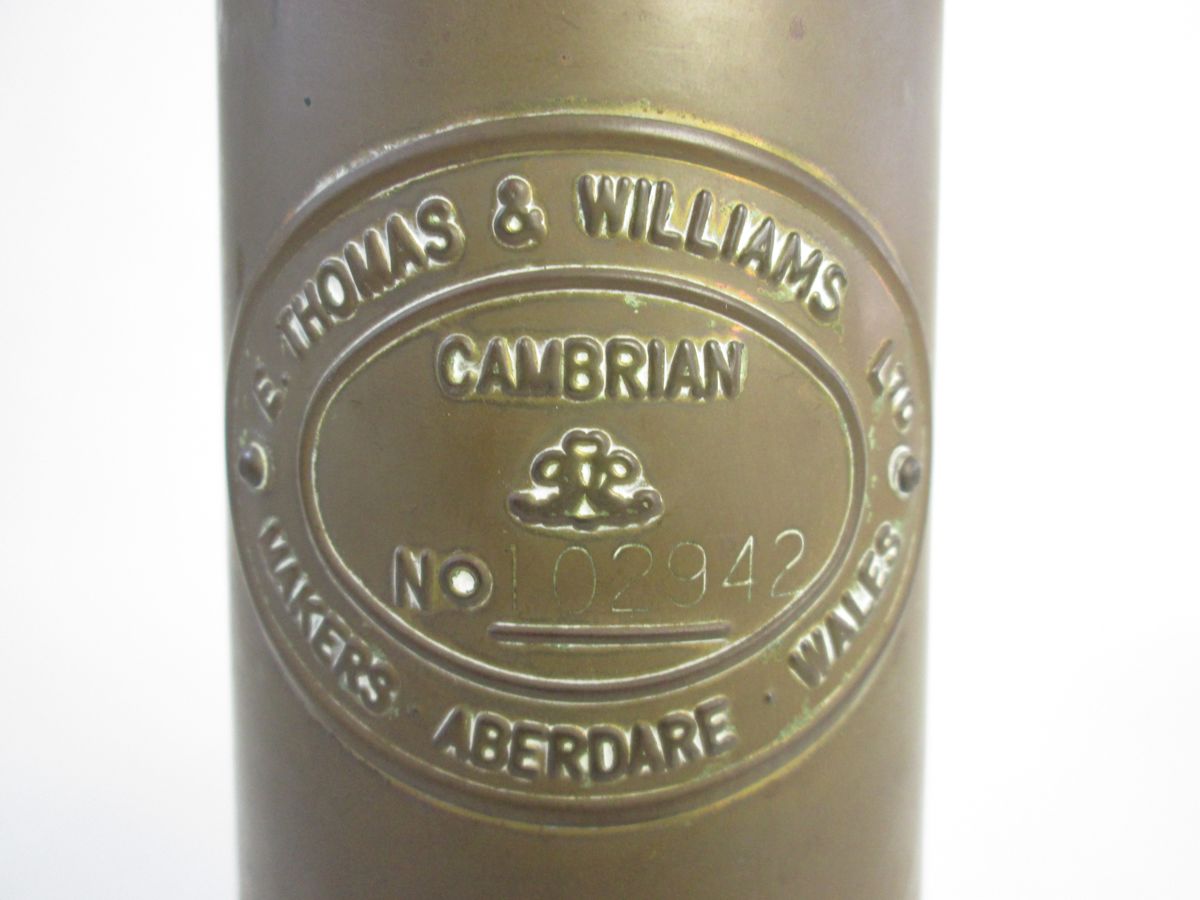 E. THOMAS & WILLIAMS LTD
CAMBRIAN
No 102942
MAKERS · ABERDARE · WALES